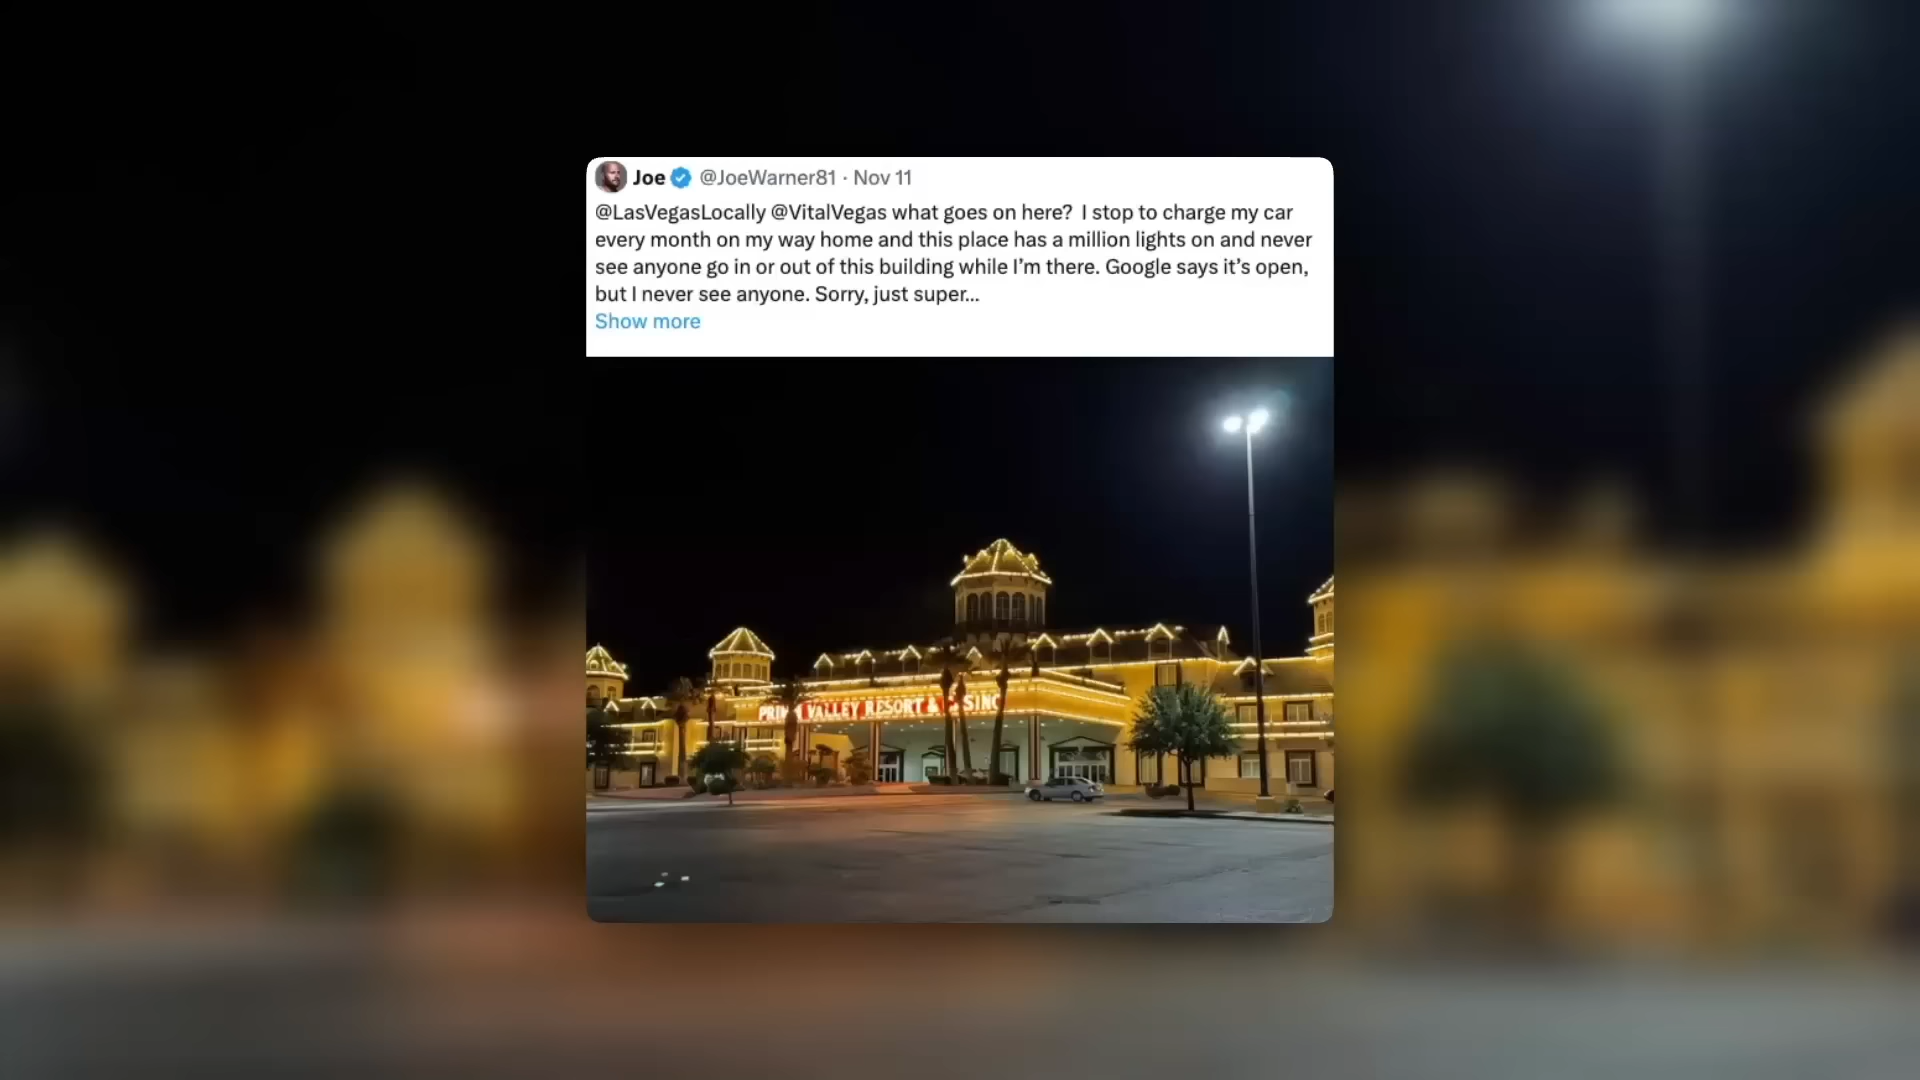 Joe @JoeWarner81 · Nov 11
@LasVegasLocally @VitalVegas what goes on here? I stop to charge my car
every month on my way home and this place has a million lights on and never
see anyone go in or out of this building while I’m there. Google says it’s open,
but I never see anyone. Sorry, just super...
Show more
VALLEY RESORT &